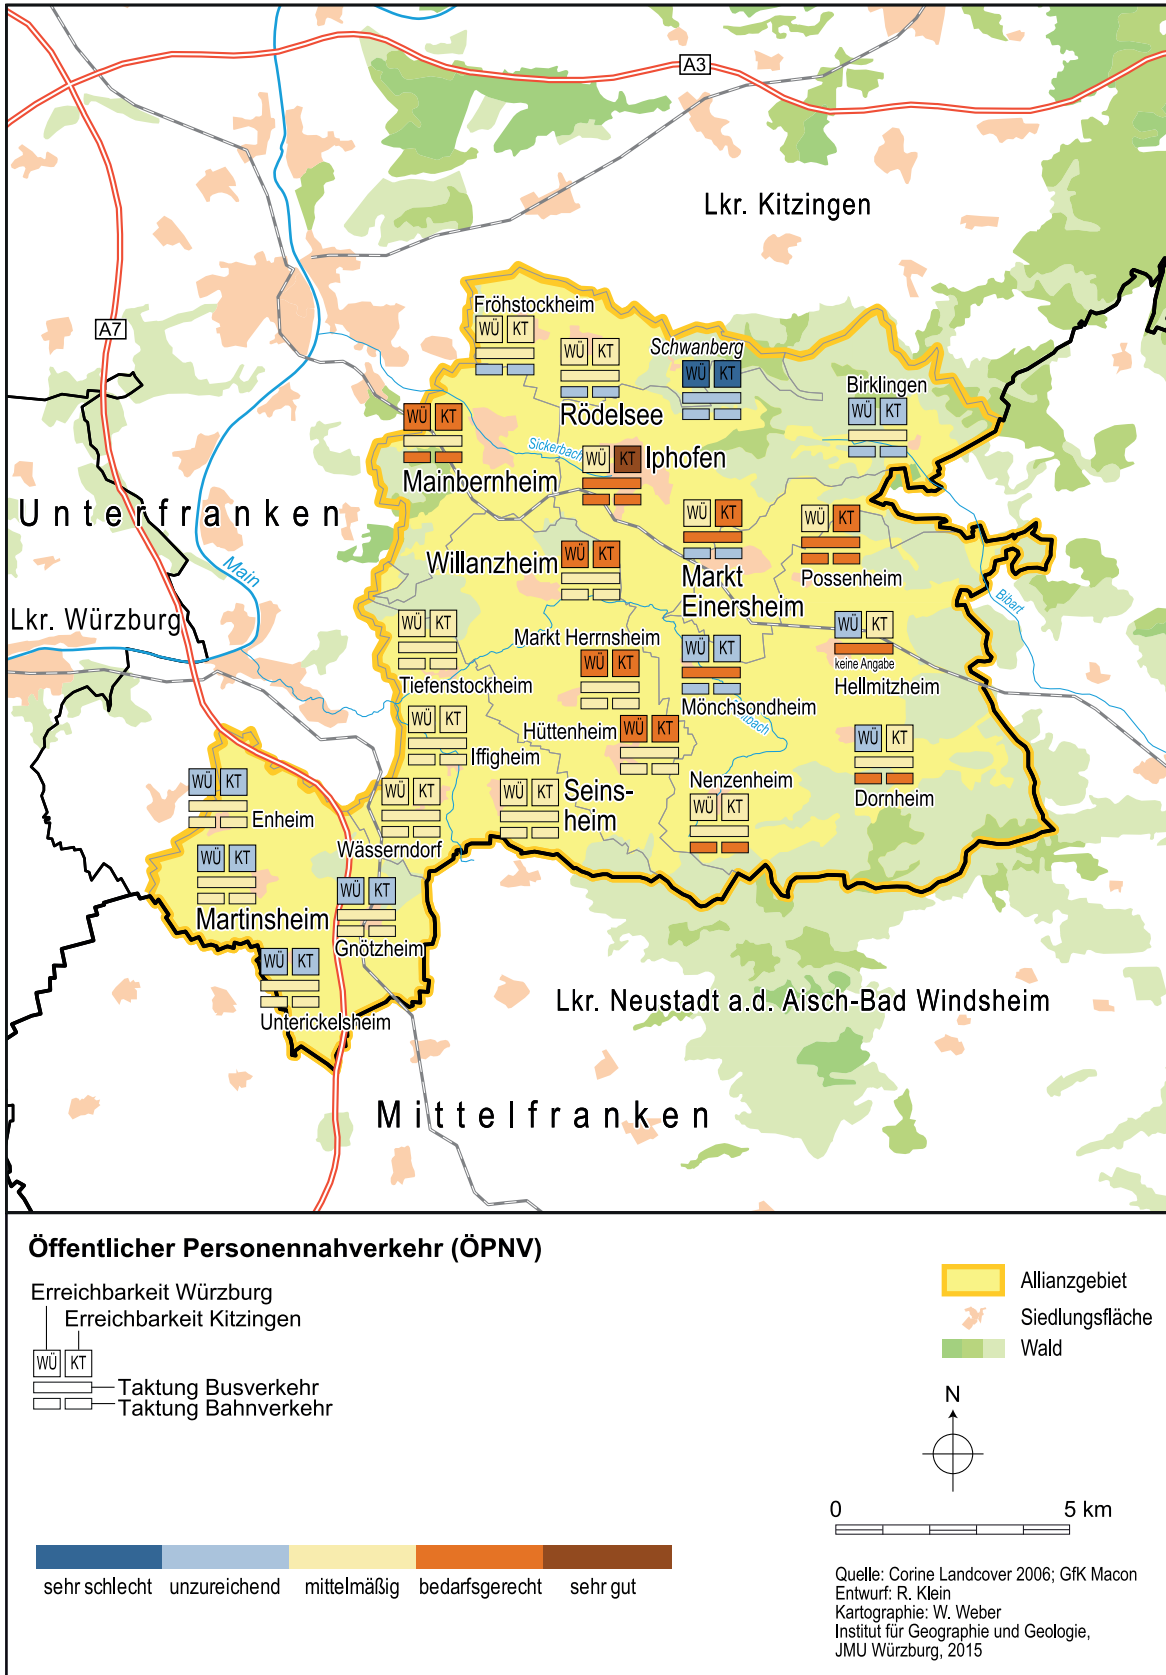 A3
Lkr. Kitzingen
A7
Fröhstockheim
WÜ KT
WÜ KT
Rödelsee
Schwanberg
WÜ KT
Birklingen
WÜ KT
WÜ KT
Mainbernheim
Sickerbach
WÜ KT
Iphofen
Unterfranken
Main
Lkr. Würzburg
Willanzheim
WÜ KT
WÜ KT
Markt
Einersheim
WÜ KT
Possenheim
Bibart
WÜ KT
Tiefenstockheim
Markt Herrnsheim
WÜ KT
WÜ KT
Mönchsondheim
WÜ KT
keine Angabe
Hellmitzheim
WÜ KT
Iffigheim
Hüttenheim
WÜ KT
WÜ KT
Dornheim
WÜ KT
Enheim
WÜ KT
Wässerndorf
WÜ KT
Seins-
heim
Nenzenheim
WÜ KT
WÜ KT
Martinsheim
WÜ KT
Gnötzheim
WÜ KT
Unterickelsheim
Lkr. Neustadt a.d. Aisch-Bad Windsheim
Mittelfranken
Öffentlicher Personennahverkehr (ÖPNV)
Erreichbarkeit Würzburg
Erreichbarkeit Kitzingen
WÜ KT
Taktung Busverkehr
Taktung Bahnverkehr
sehr schlecht unzureichend mittelmäßig bedarfsgerecht sehr gut
Allianzgebiet
Siedlungsfläche
Wald
N
0 5 km
Quelle: Corine Landcover 2006; GfK Macon
Entwurf: R. Klein
Kartographie: W. Weber
Institut für Geographie und Geologie,
JMU Würzburg, 2015